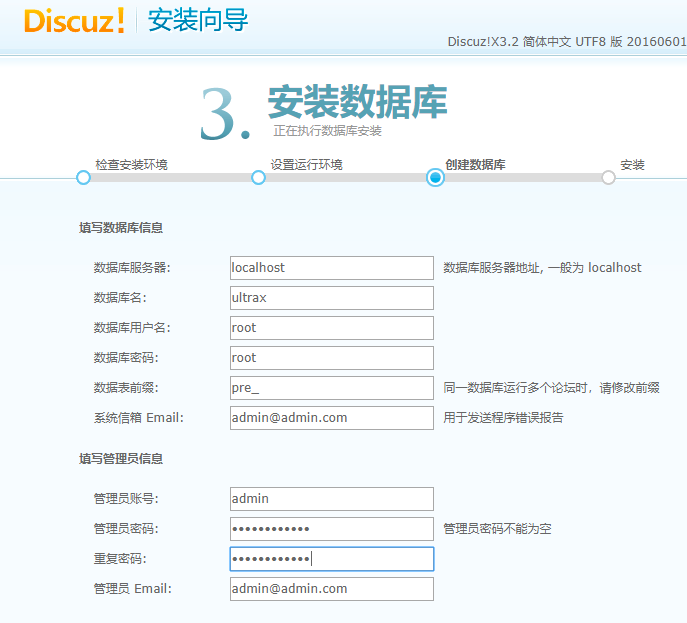 Discuz! 安装向导
Discuz!X3.2 简体中文 UTF8 版 20160601
3. 安装数据库
正在执行数据库安装
检查安装环境 设置运行环境 创建数据库 安装
填写数据库信息
数据库服务器: localhost 数据库服务器地址, 一般为 localhost
数据库名: ultrax
数据库用户名: root
数据库密码: root
数据表前缀: pre_ 同一数据库运行多个论坛时，请修改前缀
系统信箱 Email: admin@admin.com 用于发送程序错误报告
填写管理员信息
管理员账号: admin
管理员密码: •••••••••••• 管理员密码不能为空
重复密码: ••••••••••••
管理员 Email: admin@admin.com